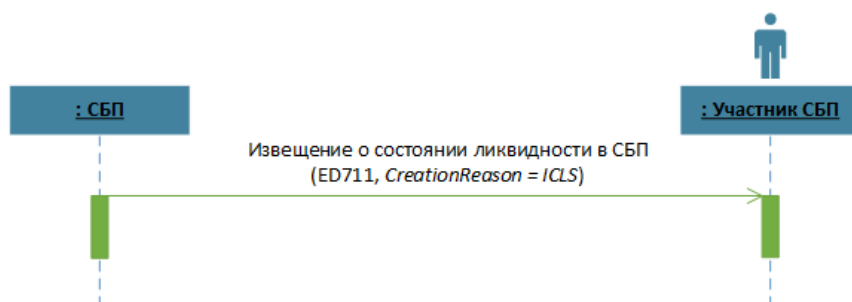 : СБП
: Участник СБП
Извещение о состоянии ликвидности в СБП
(ED711, CreationReason = ICLS)